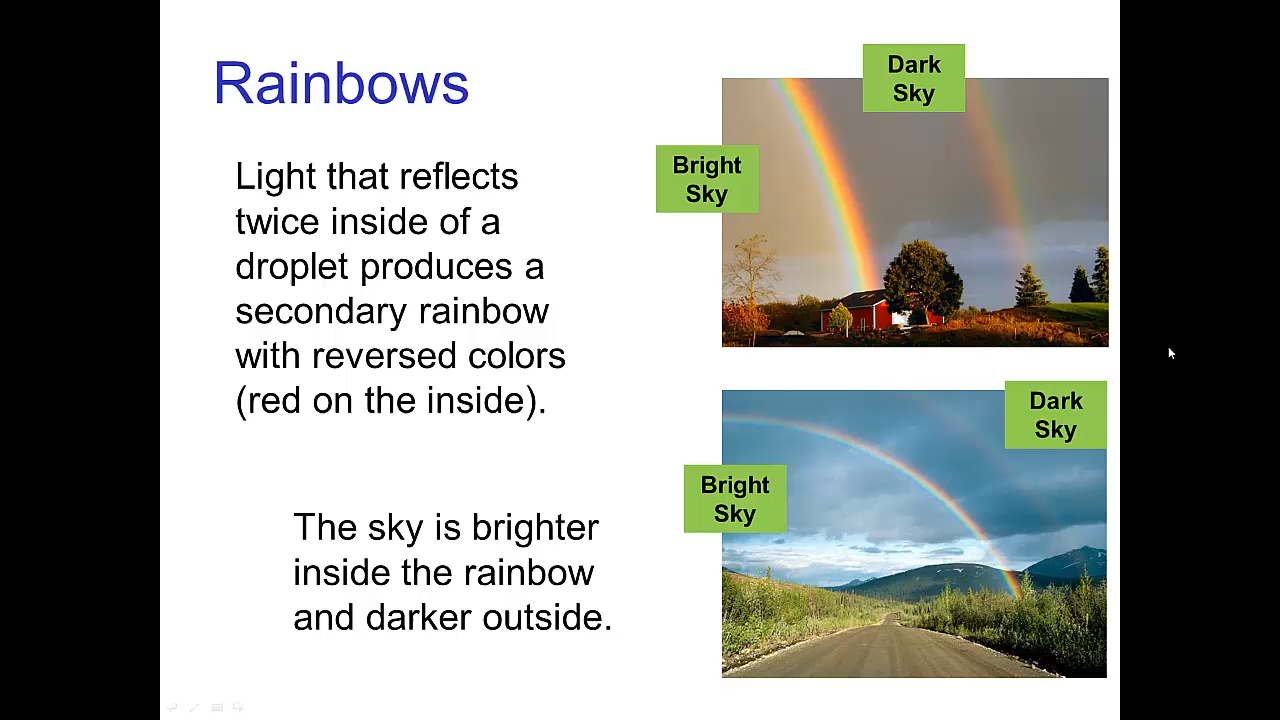 Rainbows
Light that reflects
twice inside of a
droplet produces a
secondary rainbow
with reversed colors
(red on the inside).
The sky is brighter
inside the rainbow
and darker outside.
Dark
Sky
Bright
Sky
Dark
Sky
Bright
Sky